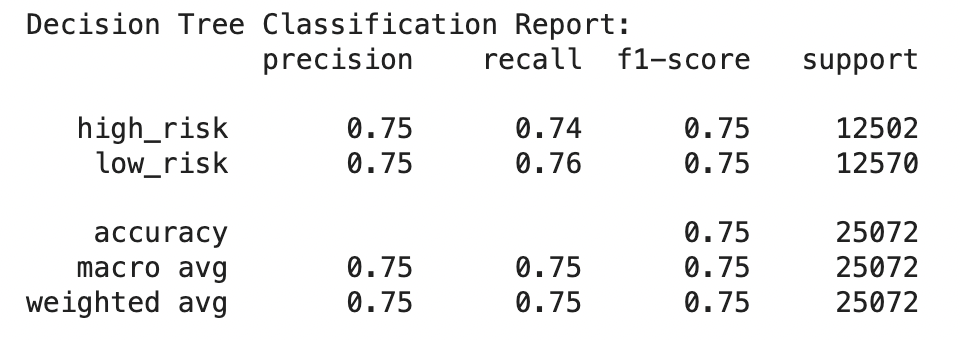 Decision Tree Classification Report:
precision recall f1-score support
high_risk 0.75 0.74 0.75 12502
low_risk 0.75 0.76 0.75 12570
accuracy 0.75 25072
macro avg 0.75 0.75 0.75 25072
weighted avg 0.75 0.75 0.75 25072